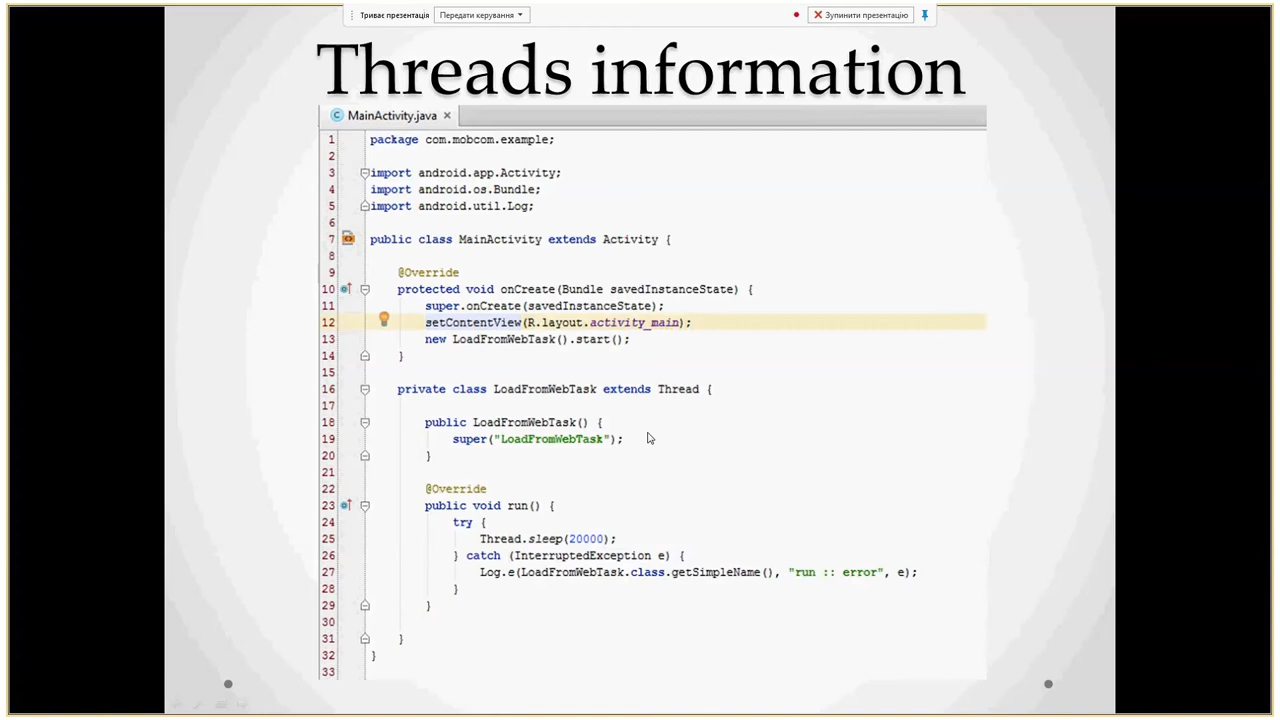 Триває презентація
Передати керування
Зупинити презентацію
Threads information
MainActivity.java
1 package com.mobcom.example;
2
3 import android.app.Activity;
4 import android.os.Bundle;
5 import android.util.Log;
6
7 public class MainActivity extends Activity {
8
9 @Override
10 protected void onCreate(Bundle savedInstanceState) {
11 super.onCreate(savedInstanceState);
12 setContentView(R.layout.activity_main);
13 new LoadFromWebTask().start();
14 }
15
16 private class LoadFromWebTask extends Thread {
17
18 public LoadFromWebTask() {
19 super("LoadFromWebTask");
20 }
21
22 @Override
23 public void run() {
24 try {
25 Thread.sleep(20000);
26 } catch (InterruptedException e) {
27 Log.e(LoadFromWebTask.class.getSimpleName(), "run :: error", e);
28 }
29 }
30
31 }
32 }
33